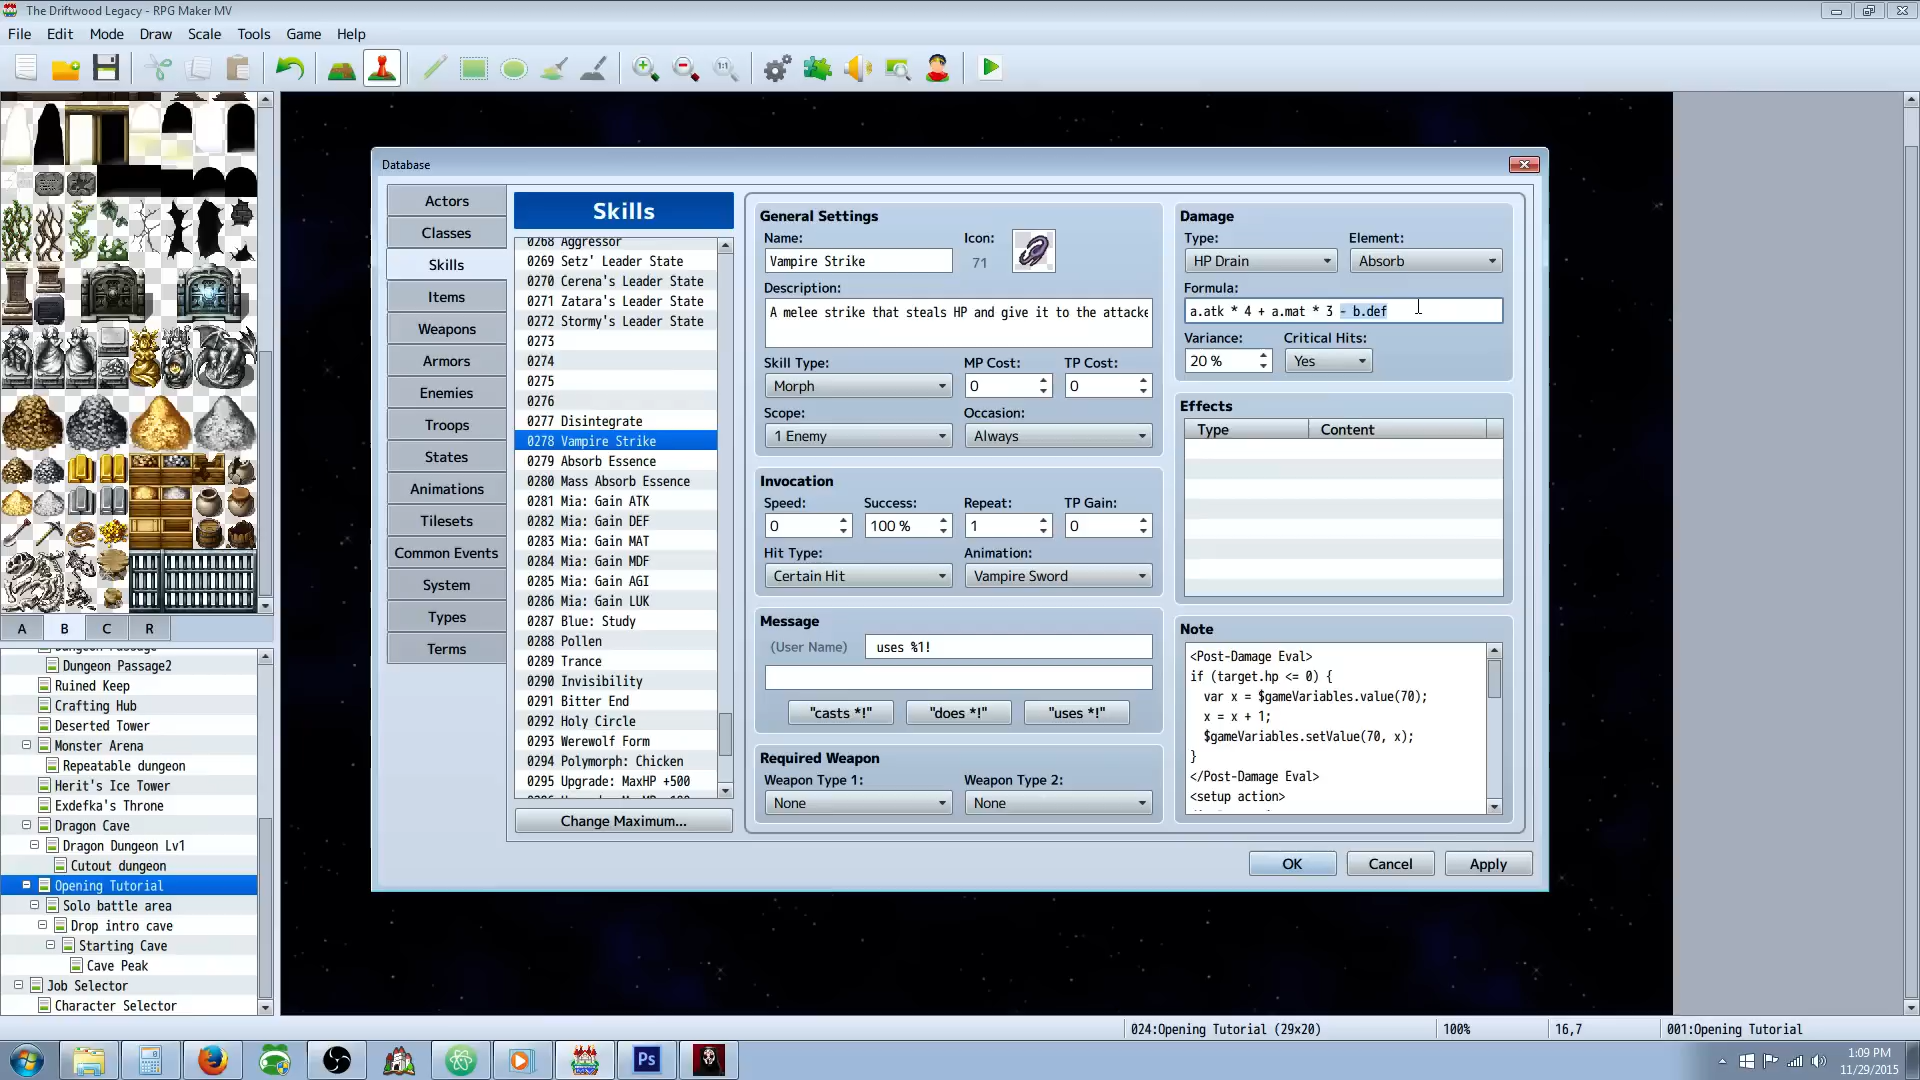 The Driftwood Legacy - RPG Maker MV
File Edit Mode Draw Scale Tools Game Help
1:1
Database
Actors
Classes
Skills
Items
Weapons
Armors
Enemies
Troops
States
Animations
Tilesets
Common Events
System
Types
Terms
Skills
0268 Aggressor
0269 Setz' Leader State
0270 Cerena's Leader State
0271 Zatara's Leader State
0272 Stormy's Leader State
0273
0274
0275
0276
0277 Disintegrate
0278 Vampire Strike
0279 Absorb Essence
0280 Mass Absorb Essence
0281 Mia: Gain ATK
0282 Mia: Gain DEF
0283 Mia: Gain MAT
0284 Mia: Gain MDF
0285 Mia: Gain AGI
0286 Mia: Gain LUK
0287 Blue: Study
0288 Pollen
0289 Trance
0290 Invisibility
0291 Bitter End
0292 Holy Circle
0293 Werewolf Form
0294 Polymorph: Chicken
0295 Upgrade: MaxHP +500
Change Maximum...
General Settings
Name: Icon:
Vampire Strike 71
Description:
A melee strike that steals HP and give it to the attacke
Skill Type: MP Cost: TP Cost:
Morph 0 0
Scope: Occasion:
1 Enemy Always
Invocation
Speed: Success: Repeat: TP Gain:
0 100 % 1 0
Hit Type: Animation:
Certain Hit Vampire Sword
Message
(User Name) uses %1!
"casts *!" "does *!" "uses *!"
Required Weapon
Weapon Type 1: Weapon Type 2:
None None
Damage
Type: Element:
HP Drain Absorb
Formula:
a.atk * 4 + a.mat * 3 - b.def
Variance: Critical Hits:
20 % Yes
Effects
Type Content
Note
<Post-Damage Eval>
if (target.hp <= 0) {
var x = $gameVariables.value(70);
x = x + 1;
$gameVariables.setValue(70, x);
}
</Post-Damage Eval>
<setup action>
OK Cancel Apply
A B C R
Dungeon Passage2
Ruined Keep
Crafting Hub
Deserted Tower
Monster Arena
Repeatable dungeon
Herit's Ice Tower
Exdefka's Throne
Dragon Cave
Dragon Dungeon Lv1
Cutout dungeon
Opening Tutorial
Solo battle area
Drop intro cave
Starting Cave
Cave Peak
Job Selector
Character Selector
024:Opening Tutorial (29x20) 100% 16,7 001:Opening Tutorial
Ps
1:09 PM
11/29/2015